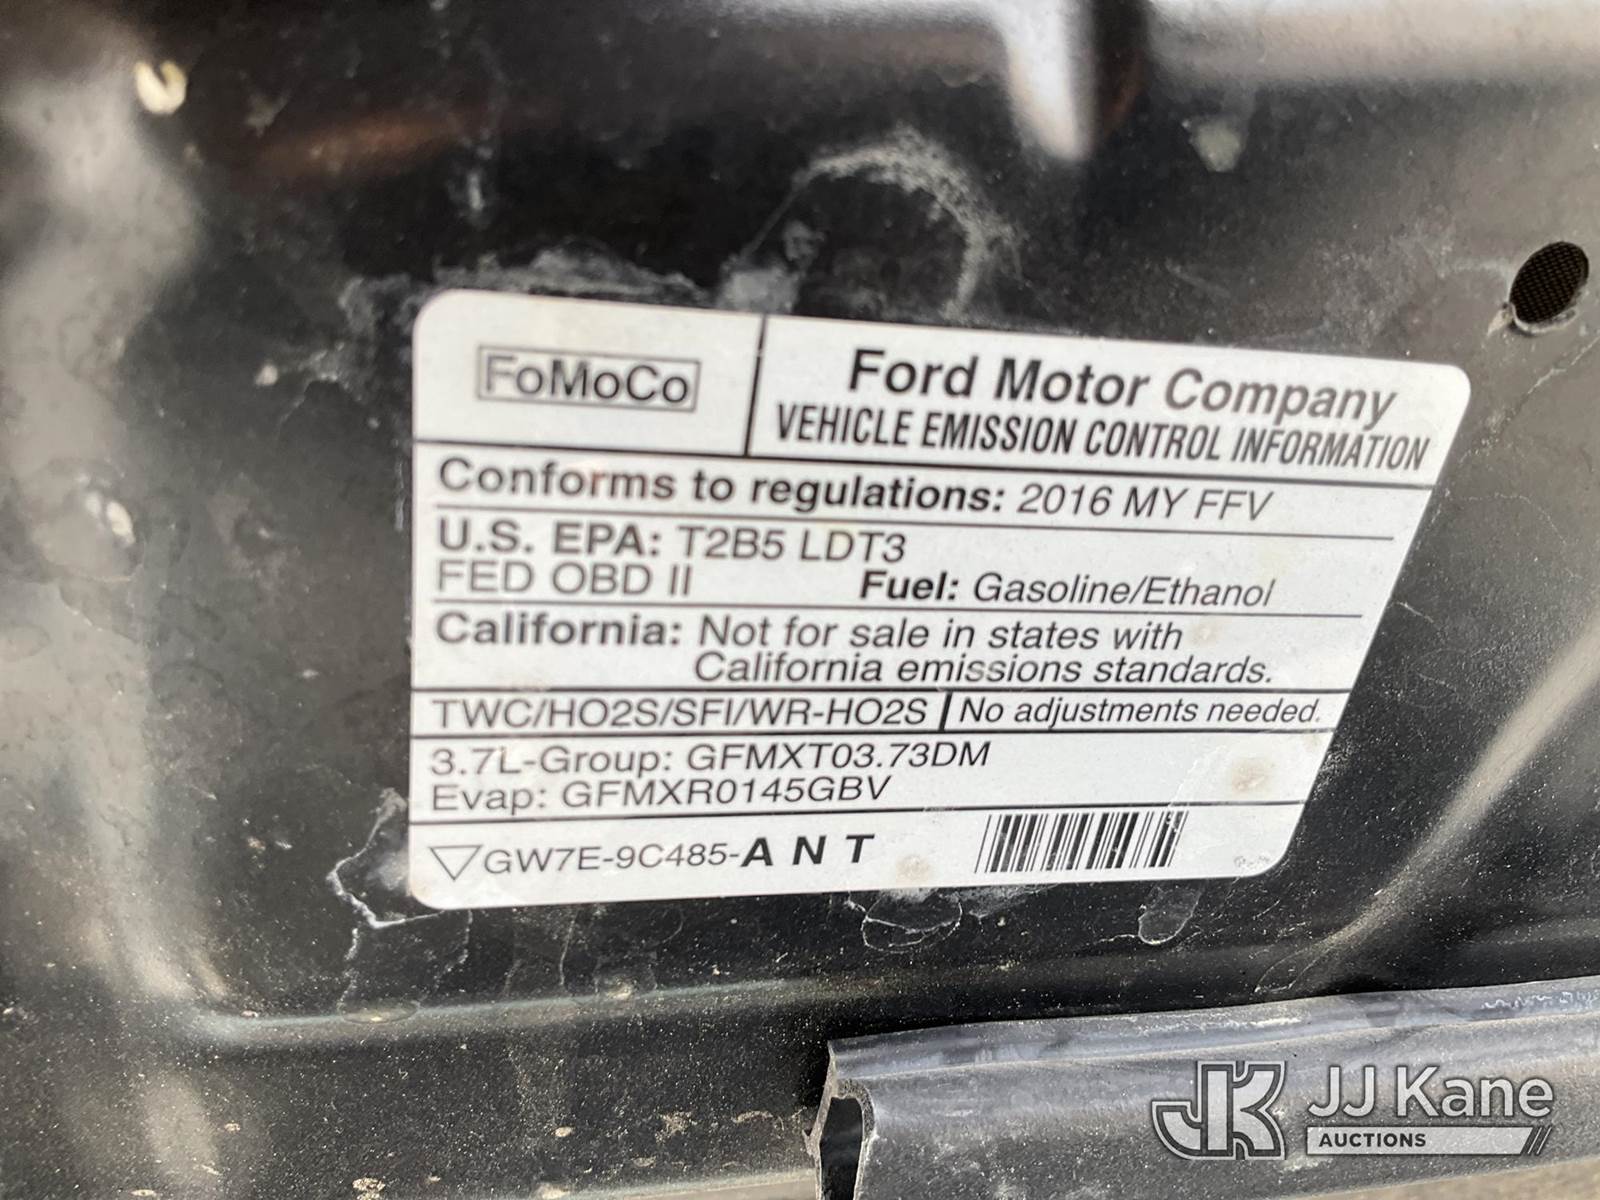 FoMoCo
Ford Motor Company
VEHICLE EMISSION CONTROL INFORMATION
Conforms to regulations: 2016 MY FFV
U.S. EPA: T2B5 LDT3
FED OBD II Fuel: Gasoline/Ethanol
California: Not for sale in states with
California emissions standards.
TWC/HO2S/SFI/WR-HO2S No adjustments needed.
3.7L-Group: GFMXT03.73DM
Evap: GFMXR0145GBV
GW7E-9C485-ANT
JK JJ Kane
AUCTIONS